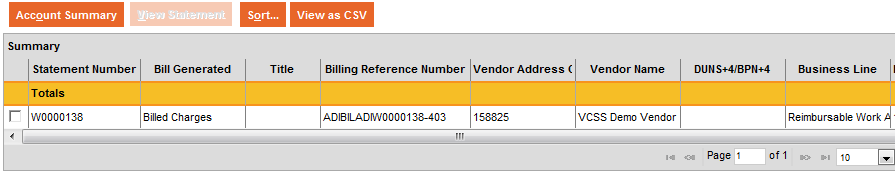 Account Summary View Statement Sort... View as CSV
Summary
Statement Number Bill Generated Title Billing Reference Number Vendor Address C Vendor Name DUNS+4/BPN+4 Business Line
Totals
W0000138 Billed Charges ADIBILADIW0000138-403 158825 VCSS Demo Vendor Reimbursable Work A
Page 1 of 1 10